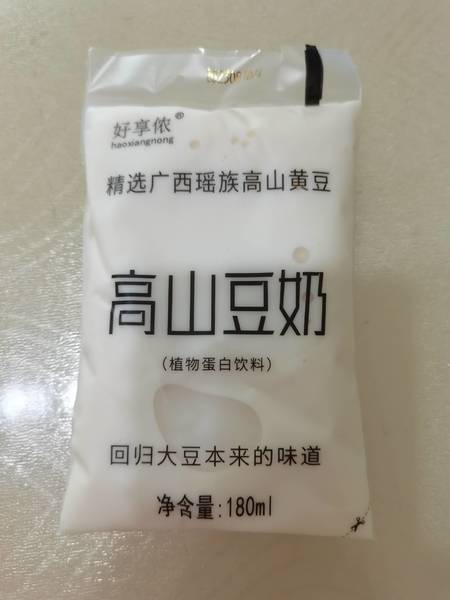 好享侬®
haoxiangnong
精选广西瑶族高山黄豆
高山豆奶
(植物蛋白饮料)
回归大豆本来的味道
净含量:180ml